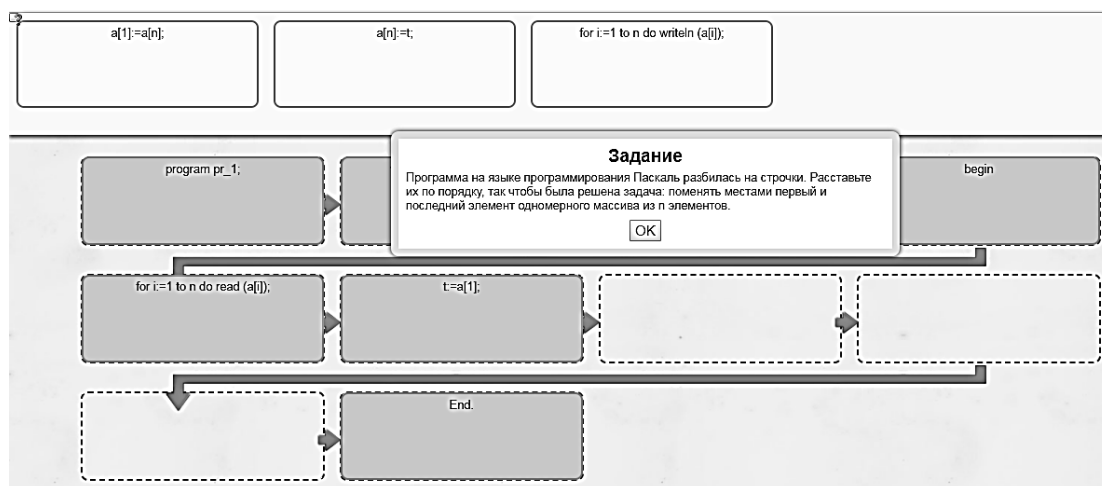 ?
a[1]:=a[n];
a[n]:=t;
for i:=1 to n do writeln (a[i]);
Задание
Программа на языке программирования Паскаль разбилась на строчки. Расставьте
их по порядку, так чтобы была решена задача: поменять местами первый и
последний элемент одномерного массива из n элементов.
OK
program pr_1;
begin
for i:=1 to n do read (a[i]);
t:=a[1];
End.